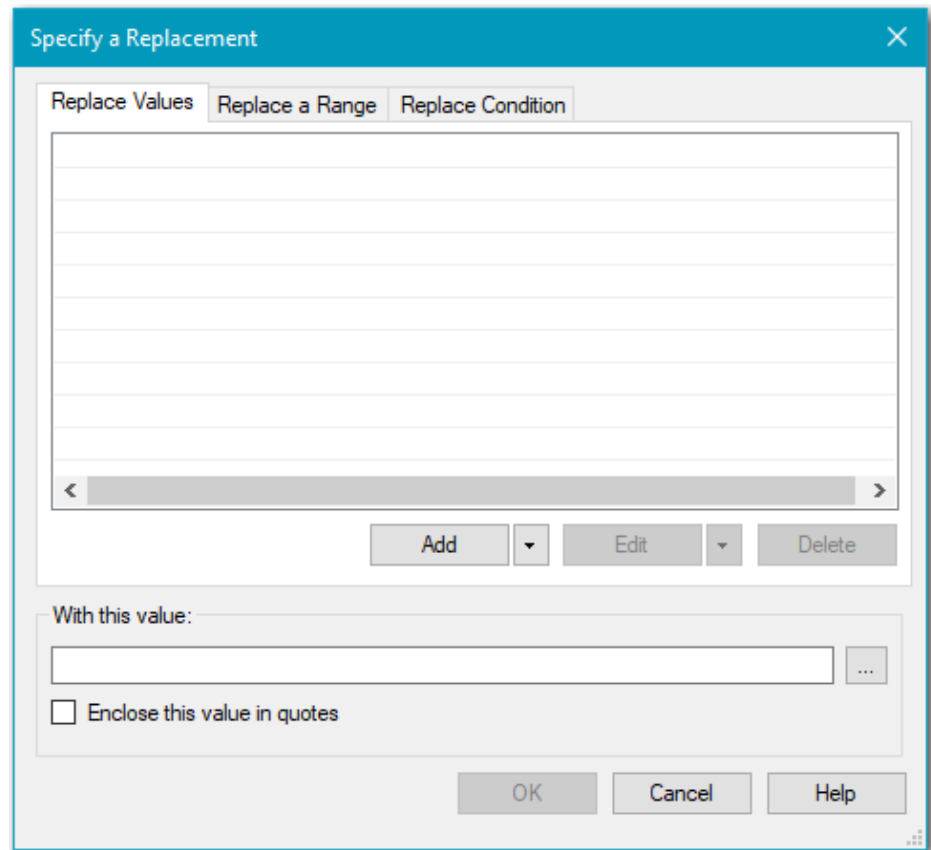 Specify a Replacement
Replace Values Replace a Range Replace Condition
Add Edit Delete
With this value:
...
Enclose this value in quotes
OK Cancel Help